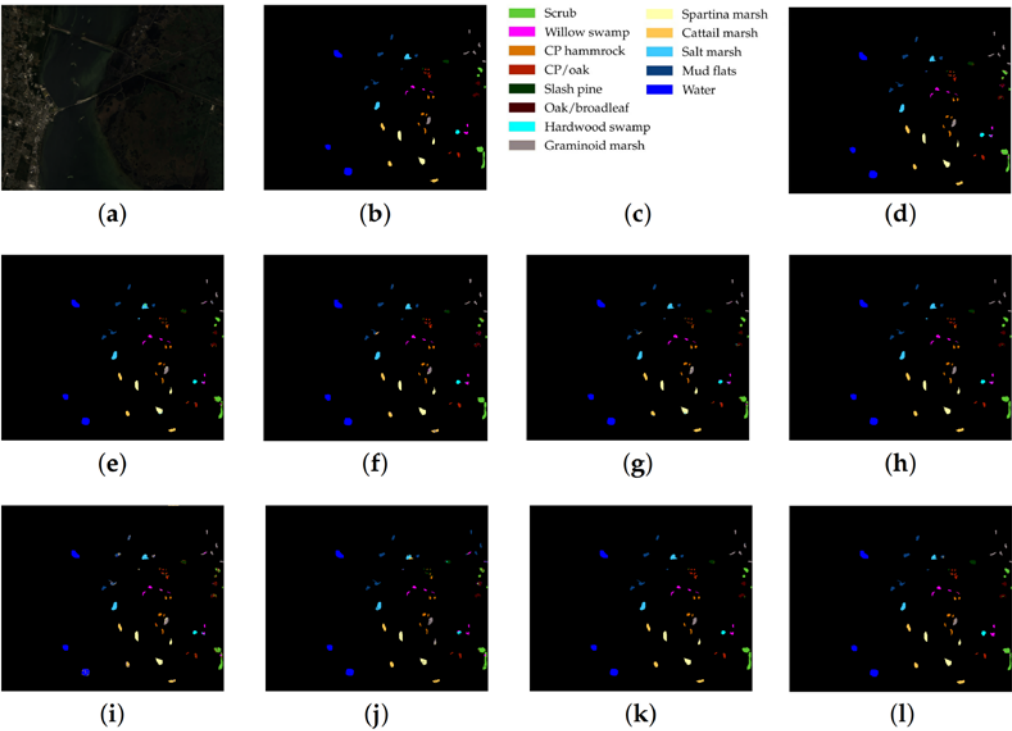 Scrub
Willow swamp
CP hammrock
CP/oak
Slash pine
Oak/broadleaf
Hardwood swamp
Graminoid marsh
Spartina marsh
Cattail marsh
Salt marsh
Mud flats
Water
(a)
(b)
(c)
(d)
(e)
(f)
(g)
(h)
(i)
(j)
(k)
(l)